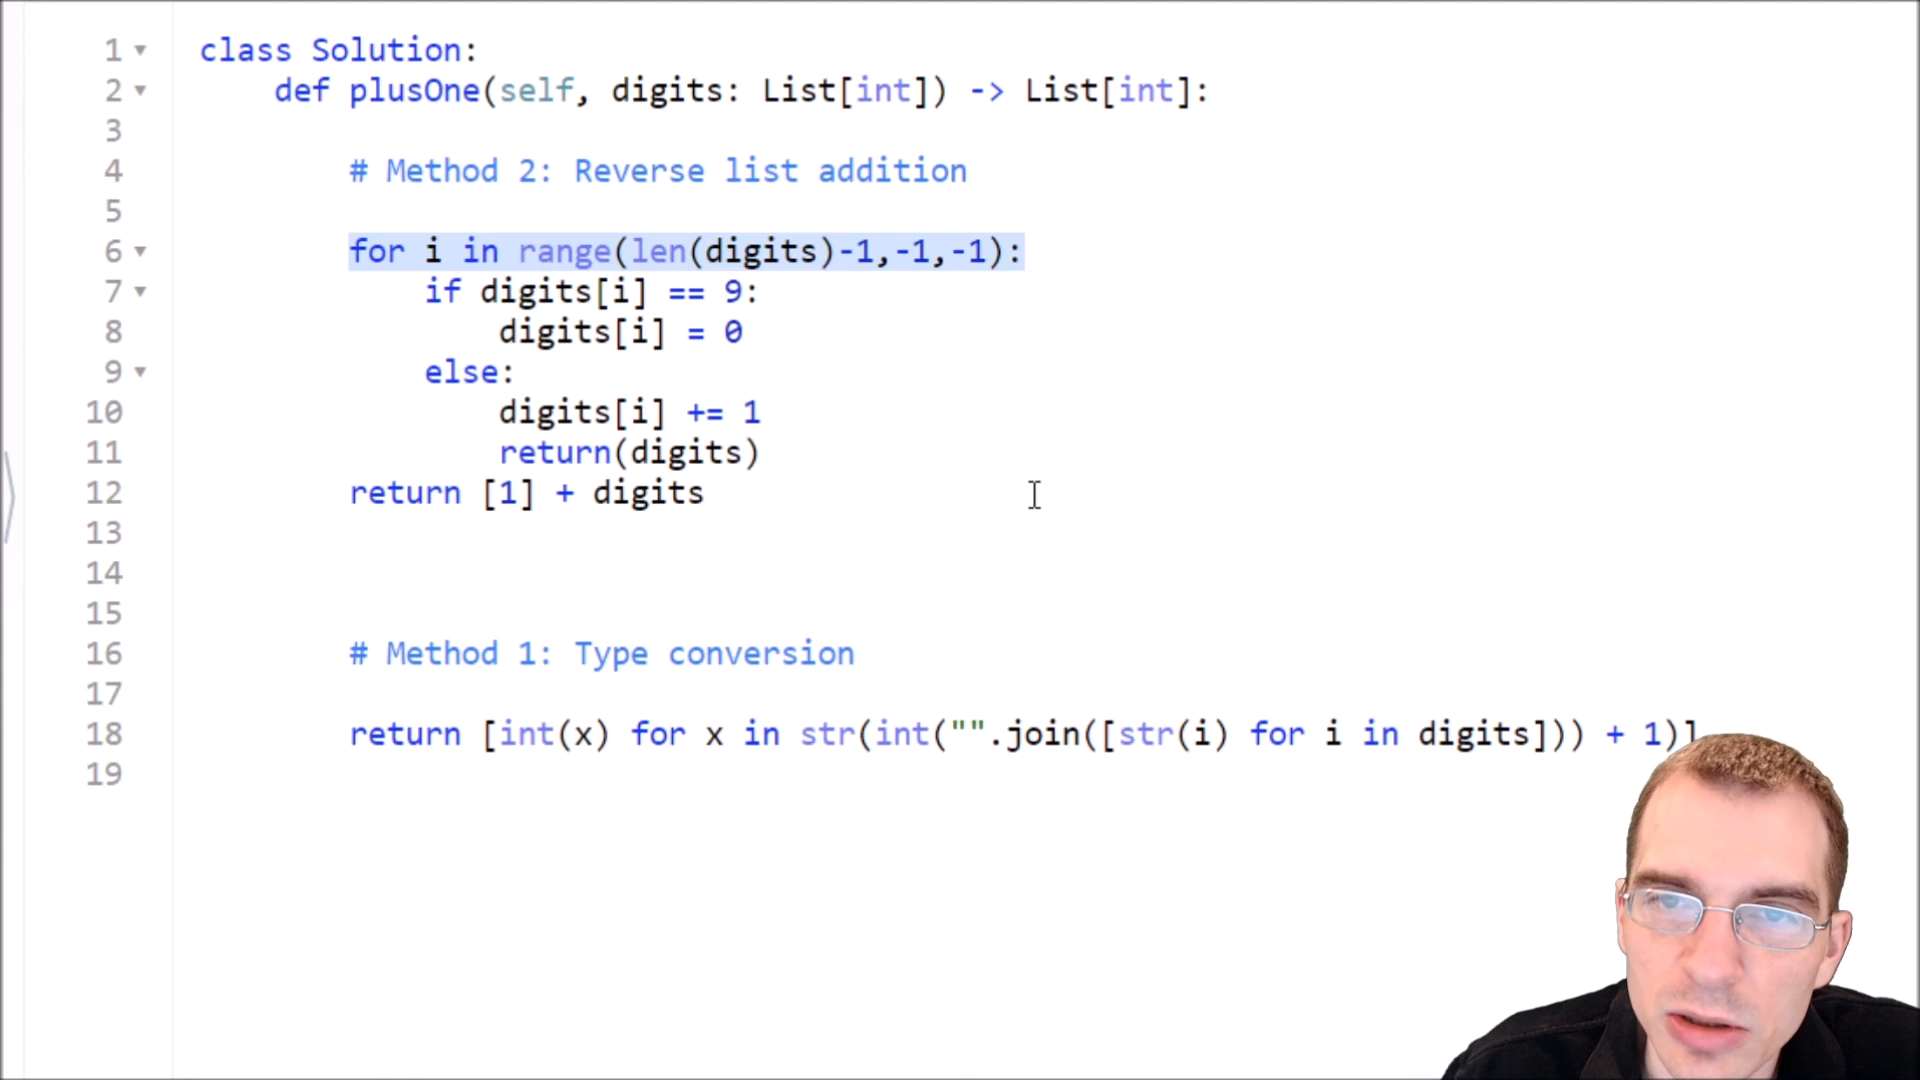 1 class Solution:
2 def plusOne(self, digits: List[int]) -> List[int]:
3
4 # Method 2: Reverse list addition
5
6 for i in range(len(digits)-1,-1,-1):
7 if digits[i] == 9:
8 digits[i] = 0
9 else:
10 digits[i] += 1
11 return(digits)
12 return [1] + digits
13
14
15
16 # Method 1: Type conversion
17
18 return [int(x) for x in str(int("".join([str(i) for i in digits])) + 1)]
19